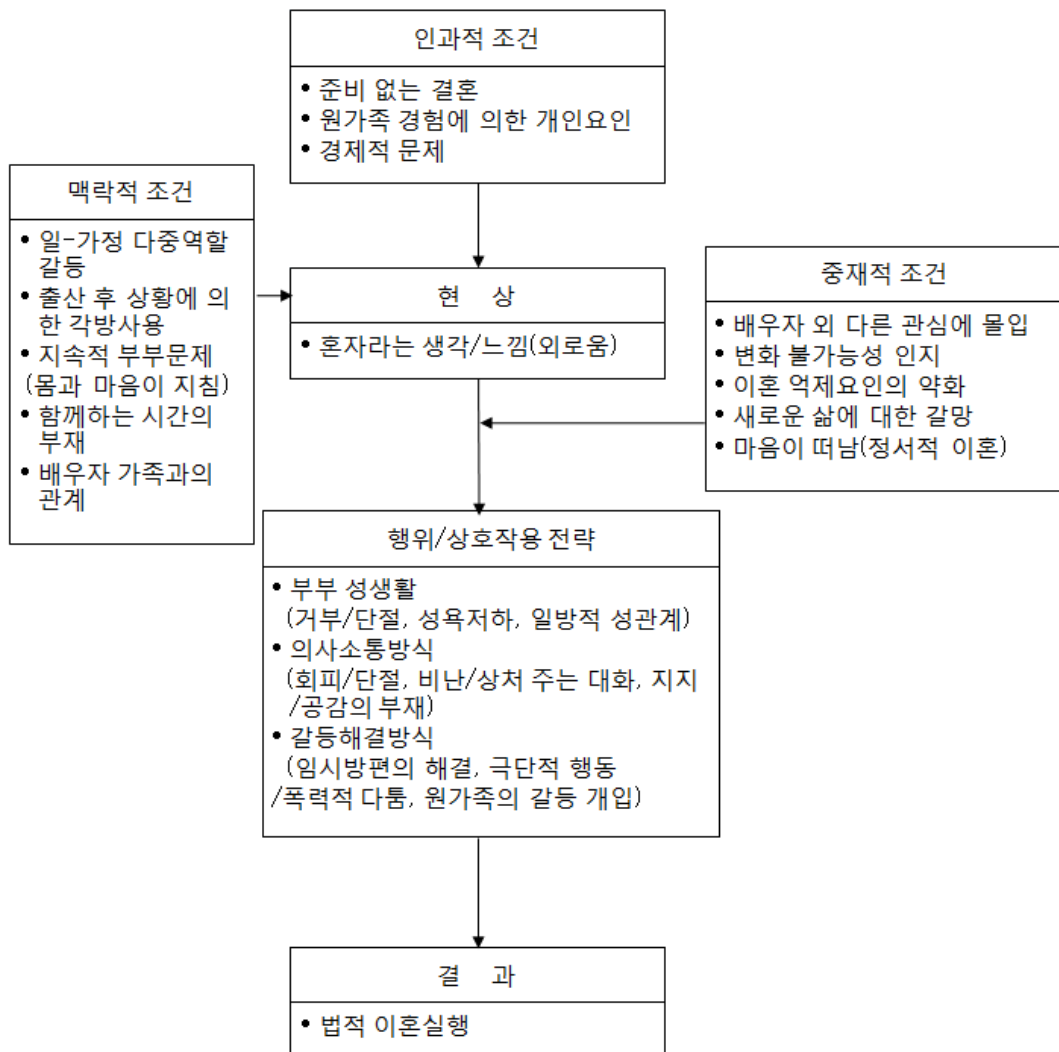 인과적 조건
• 준비 없는 결혼
• 원가족 경험에 의한 개인요인
• 경제적 문제
맥락적 조건
• 일-가정 다중역할
갈등
• 출산 후 상황에 의
한 각방사용
• 지속적 부부문제
(몸과 마음이 지침)
• 함께하는 시간의
부재
• 배우자 가족과의
관계
현 상
• 혼자라는 생각/느낌(외로움)
중재적 조건
• 배우자 외 다른 관심에 몰입
• 변화 불가능성 인지
• 이혼 억제요인의 약화
• 새로운 삶에 대한 갈망
• 마음이 떠남(정서적 이혼)
행위/상호작용 전략
• 부부 성생활
(거부/단절, 성욕저하, 일방적 성관계)
• 의사소통방식
(회피/단절, 비난/상처 주는 대화, 지지
/공감의 부재)
• 갈등해결방식
(임시방편의 해결, 극단적 행동
/폭력적 다툼, 원가족의 갈등 개입)
결 과
• 법적 이혼실행